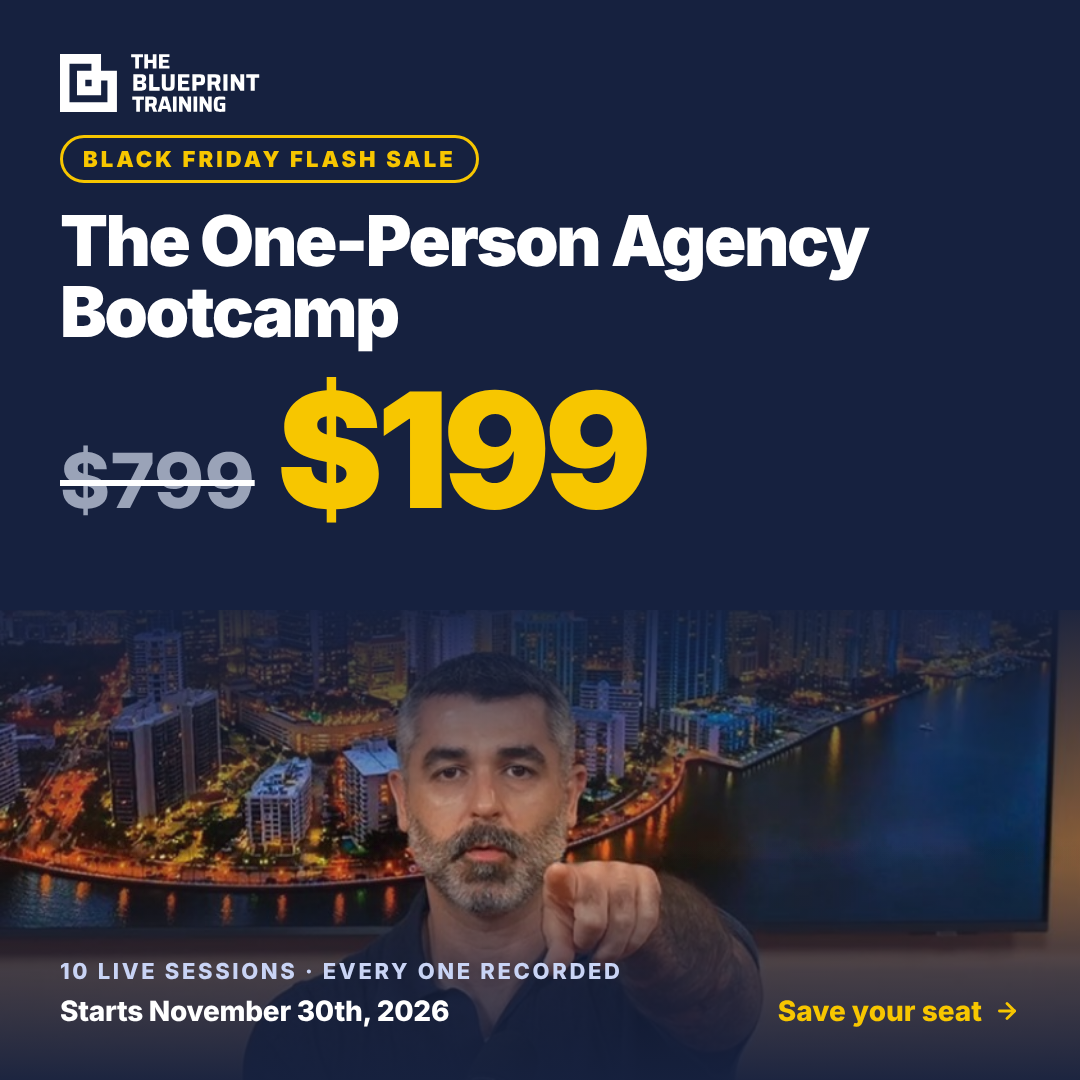 THE
BLUEPRINT
TRAINING
BLACK FRIDAY FLASH SALE
The One-Person Agency
Bootcamp
$799 $199
10 LIVE SESSIONS · EVERY ONE RECORDED
Starts November 30th, 2026
Save your seat →